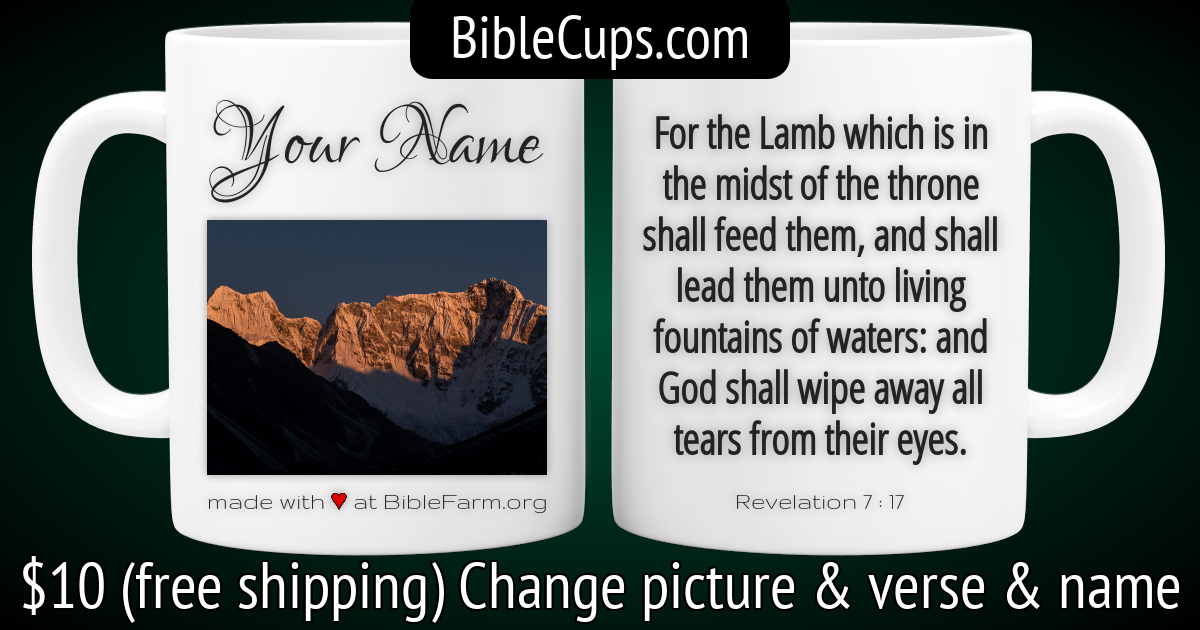 BibleCups.com
Your Name
made with ♥ at BibleFarm.org
For the Lamb which is in
the midst of the throne
shall feed them, and shall
lead them unto living
fountains of waters: and
God shall wipe away all
tears from their eyes.
Revelation 7 : 17
$10 (free shipping) Change picture & verse & name